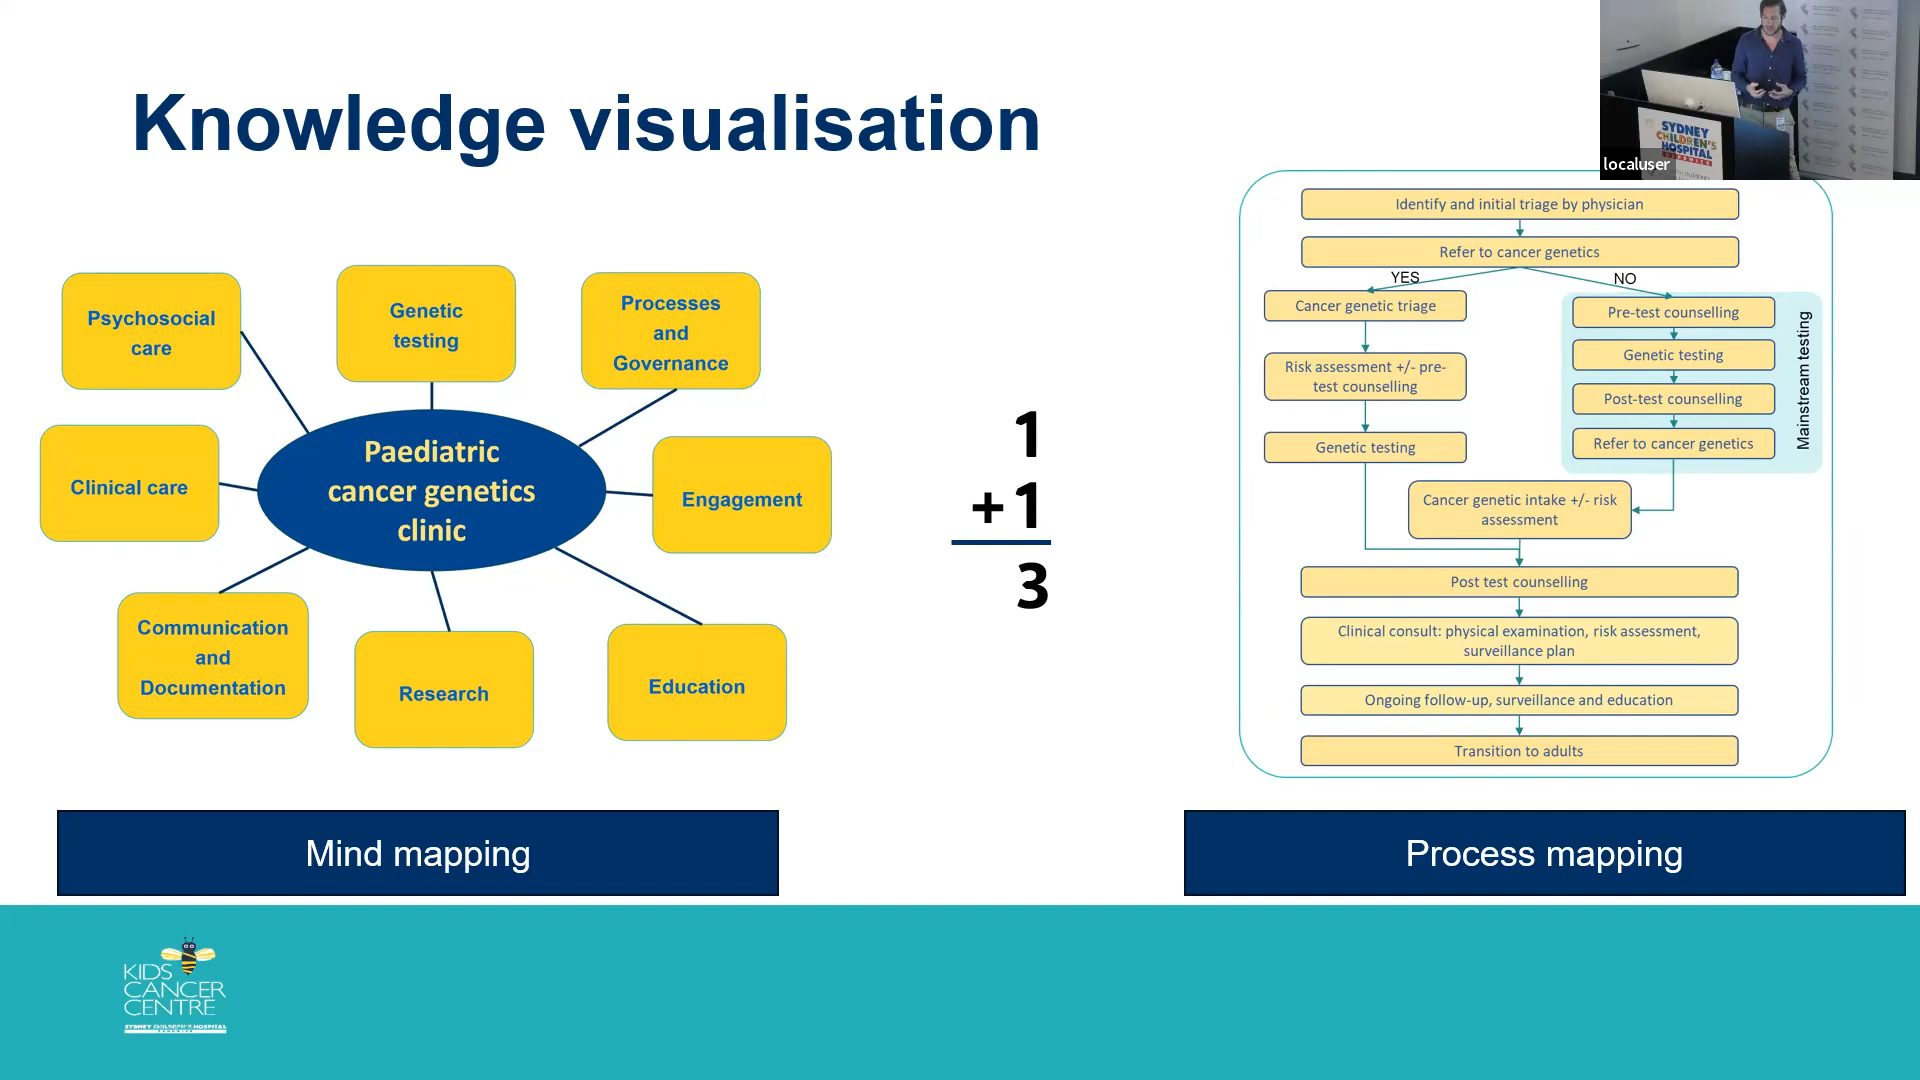 Knowledge visualisation
SYDNEY
CHILDREN'S
HOSPITAL
localuser
Psychosocial
care
Genetic
testing
Processes
and
Governance
Clinical care
Paediatric
cancer genetics
clinic
Engagement
Communication
and
Documentation
Research
Education
1
+1
3
Identify and initial triage by physician
Refer to cancer genetics
YES
NO
Cancer genetic triage
Risk assessment +/- pre-
test counselling
Genetic testing
Pre-test counselling
Genetic testing
Post-test counselling
Refer to cancer genetics
Mainstream testing
Cancer genetic intake +/- risk
assessment
Post test counselling
Clinical consult: physical examination, risk assessment,
surveillance plan
Ongoing follow-up, surveillance and education
Transition to adults
Mind mapping
Process mapping
KIDS
CANCER
CENTRE
SYDNEY CHILDREN'S HOSPITAL